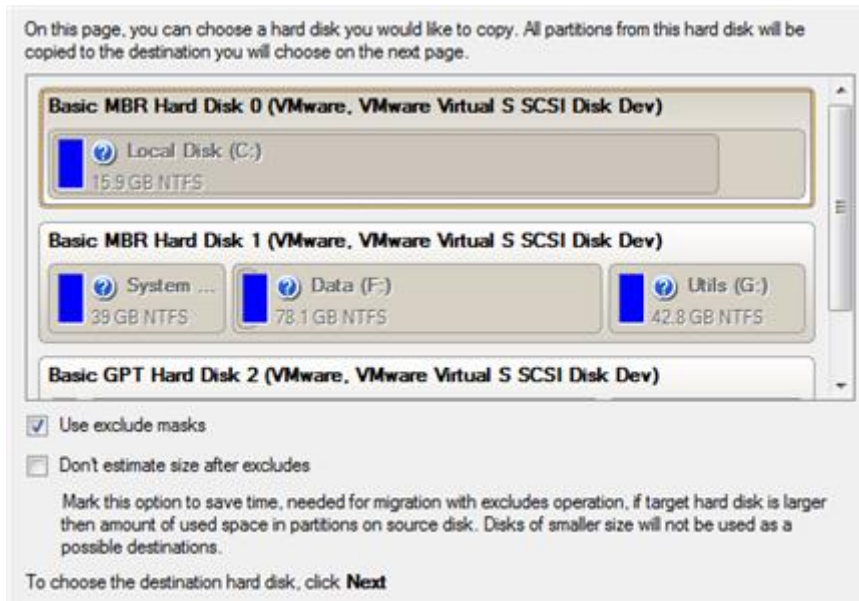 On this page, you can choose a hard disk you would like to copy. All partitions from this hard disk will be
copied to the destination you will choose on the next page.
Basic MBR Hard Disk 0 (VMware, VMware Virtual S SCSI Disk Dev)
Local Disk (C:)
15.9 GB NTFS
Basic MBR Hard Disk 1 (VMware, VMware Virtual S SCSI Disk Dev)
System ... Data (F:) Utils (G:)
39 GB NTFS 78.1 GB NTFS 42.8 GB NTFS
Basic GPT Hard Disk 2 (VMware, VMware Virtual S SCSI Disk Dev)
Use exclude masks
Don't estimate size after excludes
Mark this option to save time, needed for migration with excludes operation, if target hard disk is larger
then amount of used space in partitions on source disk. Disks of smaller size will not be used as a
possible destinations.
To choose the destination hard disk, click Next